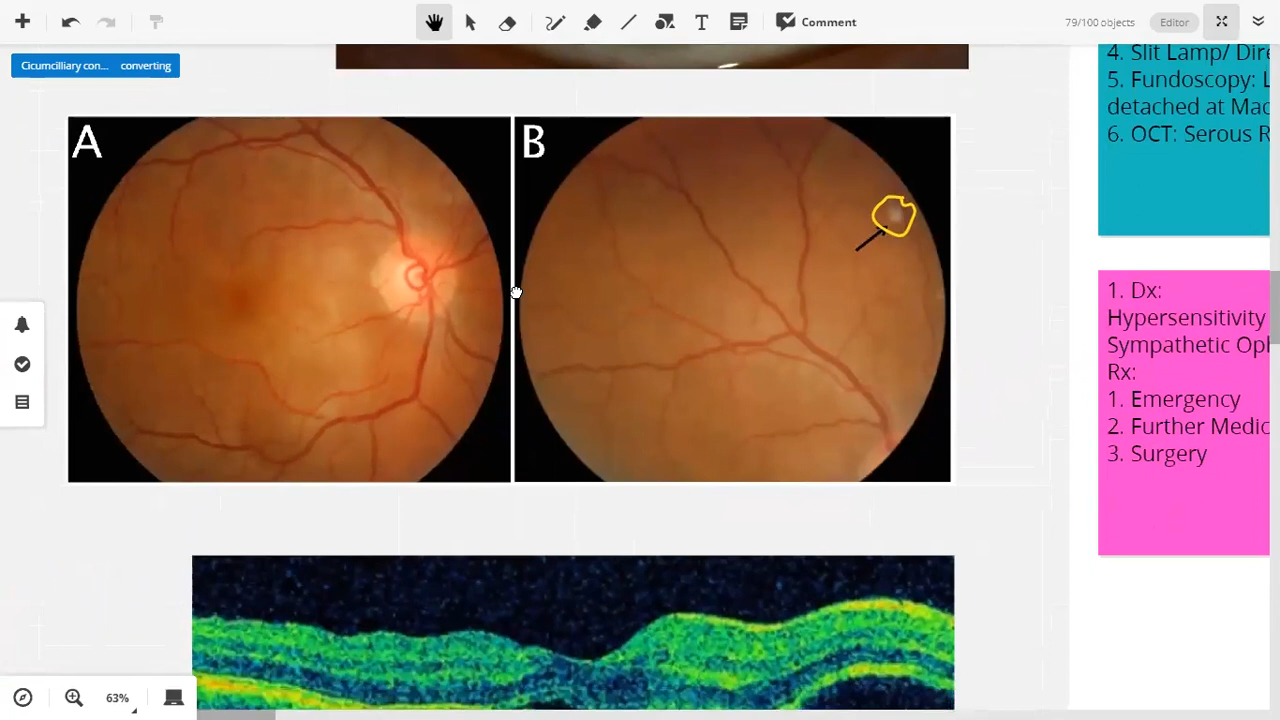 Comment
79/100 objects
Editor
Cicumcilliary con... converting
4. Slit Lamp/ Dire
5. Fundoscopy: L
detached at Mac
6. OCT: Serous R
A
B
1. Dx:
Hypersensitivity
Sympathetic Oph
Rx:
1. Emergency
2. Further Medic
3. Surgery
63%